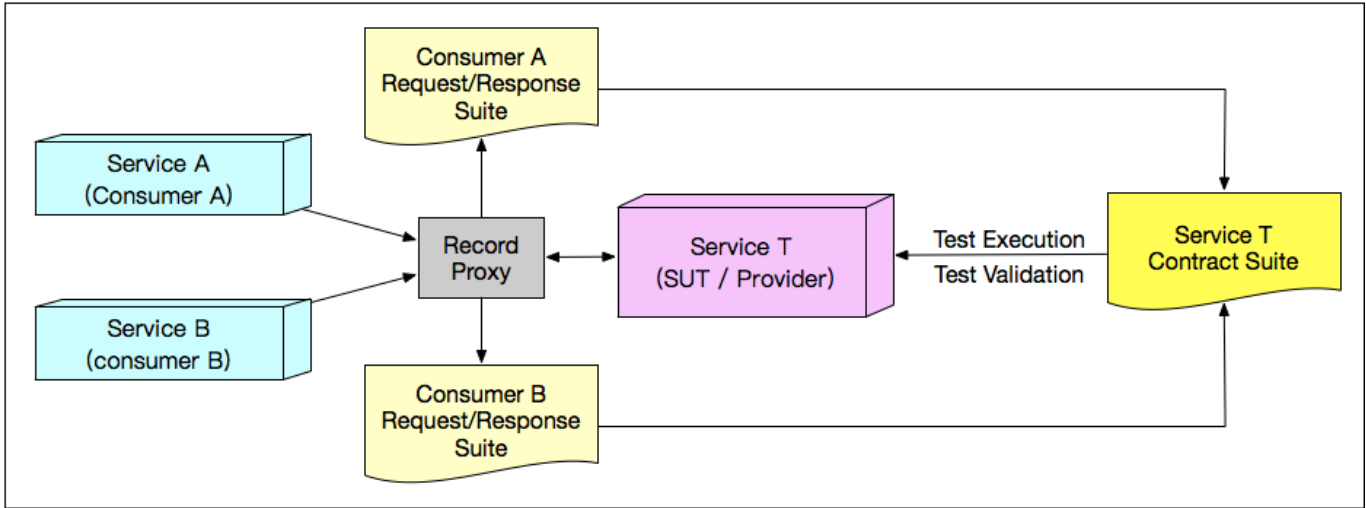 Consumer A
Request/Response
Suite
Service A
(Consumer A)
Record
Proxy
Service T
(SUT / Provider)
Test Execution
Test Validation
Service T
Contract Suite
Service B
(consumer B)
Consumer B
Request/Response
Suite